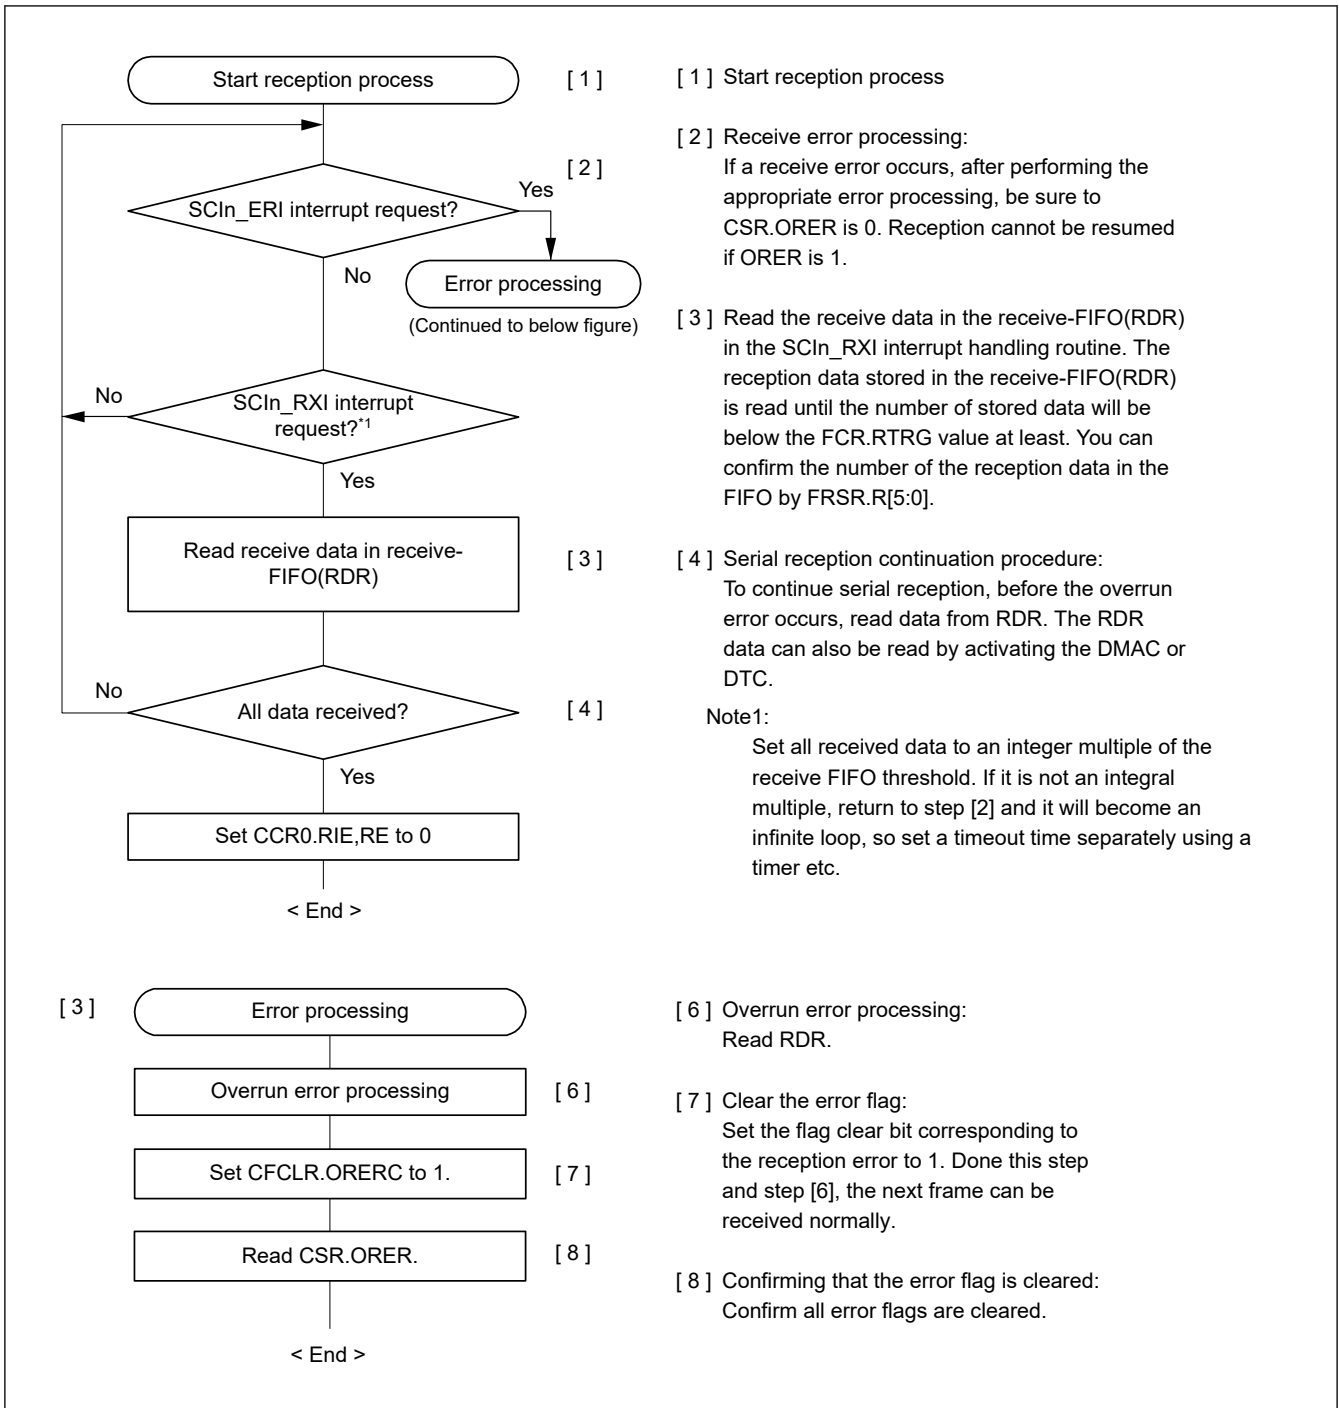 Start reception process
[ 1 ]
[ 2 ]
SCIn_ERI interrupt request?
Yes
No
Error processing
(Continued to below figure)
No
SCIn_RXI interrupt
request?*1
Yes
Read receive data in receive-
FIFO(RDR)
[ 3 ]
No
All data received?
[ 4 ]
Yes
Set CCR0.RIE,RE to 0
< End >
[ 1 ] Start reception process
[ 2 ] Receive error processing:
If a receive error occurs, after performing the
appropriate error processing, be sure to
CSR.ORER is 0. Reception cannot be resumed
if ORER is 1.
[ 3 ] Read the receive data in the receive-FIFO(RDR)
in the SCIn_RXI interrupt handling routine. The
reception data stored in the receive-FIFO(RDR)
is read until the number of stored data will be
below the FCR.RTRG value at least. You can
confirm the number of the reception data in the
FIFO by FRSR.R[5:0].
[ 4 ] Serial reception continuation procedure:
To continue serial reception, before the overrun
error occurs, read data from RDR. The RDR
data can also be read by activating the DMAC or
DTC.
Note1:
Set all received data to an integer multiple of the
receive FIFO threshold. If it is not an integral
multiple, return to step [2] and it will become an
infinite loop, so set a timeout time separately using a
timer etc.
[ 3 ]
Error processing
Overrun error processing
[ 6 ]
Set CFCLR.ORERC to 1.
[ 7 ]
Read CSR.ORER.
[ 8 ]
< End >
[ 6 ] Overrun error processing:
Read RDR.
[ 7 ] Clear the error flag:
Set the flag clear bit corresponding to
the reception error to 1. Done this step
and step [6], the next frame can be
received normally.
[ 8 ] Confirming that the error flag is cleared:
Confirm all error flags are cleared.